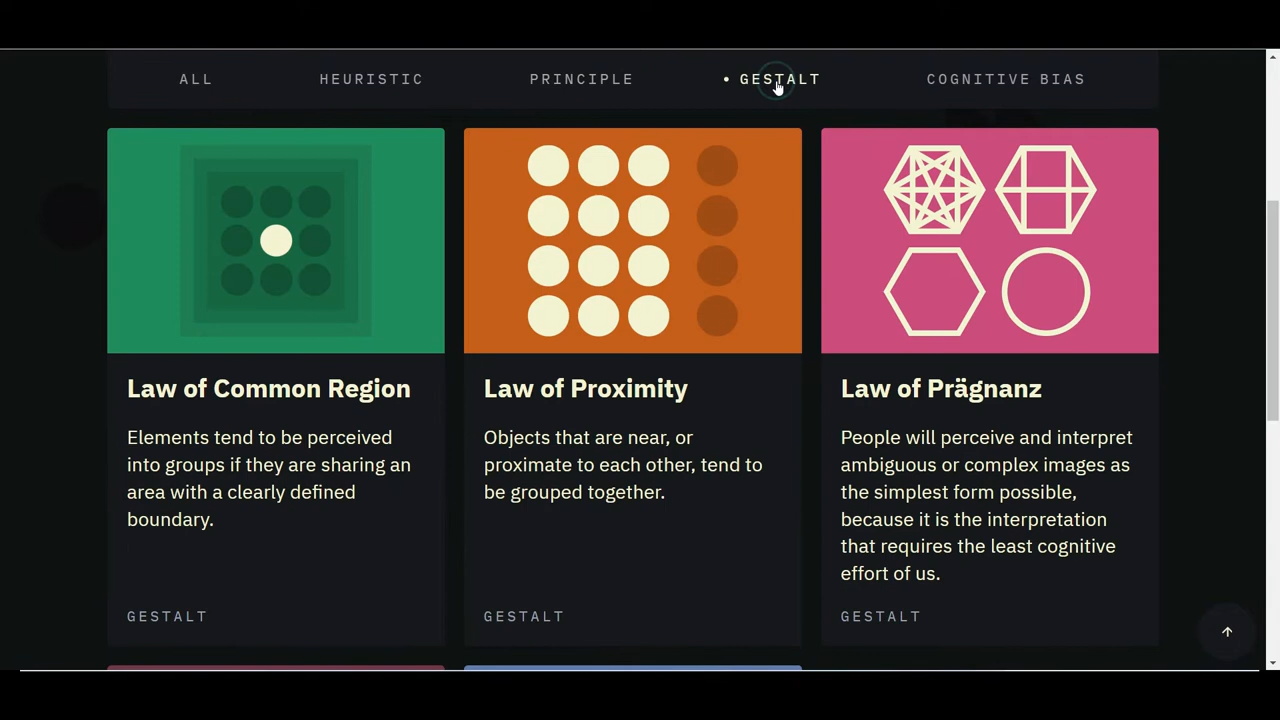 ALL HEURISTIC PRINCIPLE • GESTALT COGNITIVE BIAS
Law of Common Region
Elements tend to be perceived
into groups if they are sharing an
area with a clearly defined
boundary.
GESTALT
Law of Proximity
Objects that are near, or
proximate to each other, tend to
be grouped together.
GESTALT
Law of Prägnanz
People will perceive and interpret
ambiguous or complex images as
the simplest form possible,
because it is the interpretation
that requires the least cognitive
effort of us.
GESTALT